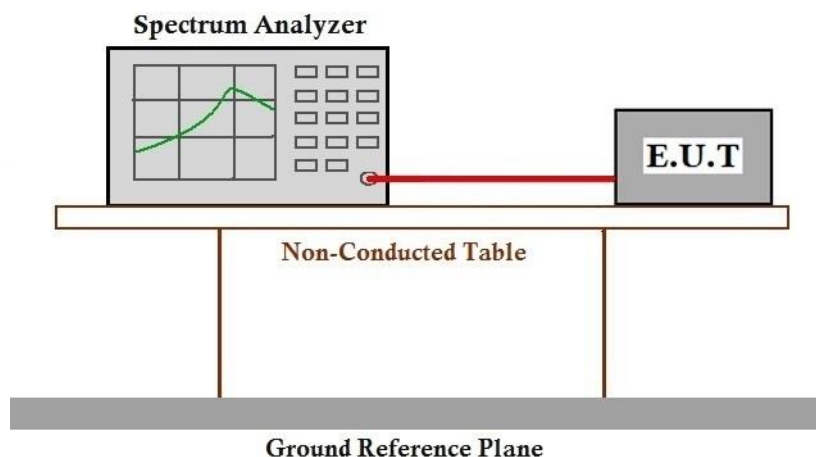 Spectrum Analyzer
E.U.T
Non-Conducted Table
Ground Reference Plane